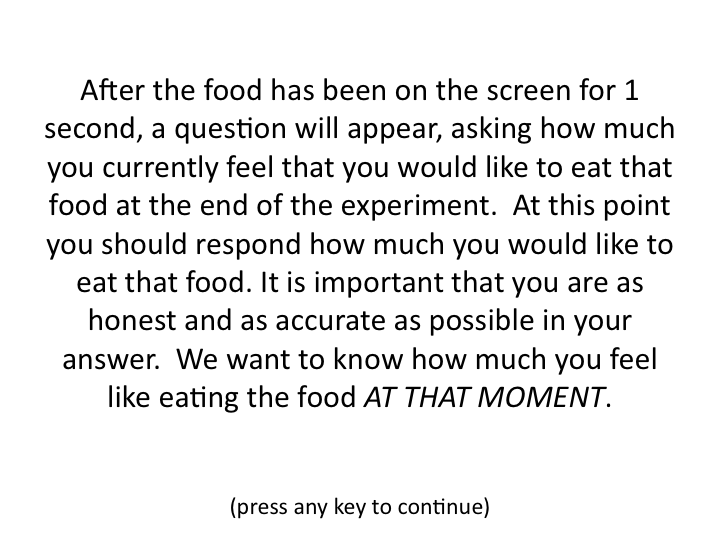 After the food has been on the screen for 1
second, a question will appear, asking how much
you currently feel that you would like to eat that
food at the end of the experiment.  At this point
you should respond how much you would like to
eat that food. It is important that you are as
honest and as accurate as possible in your
answer.  We want to know how much you feel
like eating the food AT THAT MOMENT.
(press any key to continue)